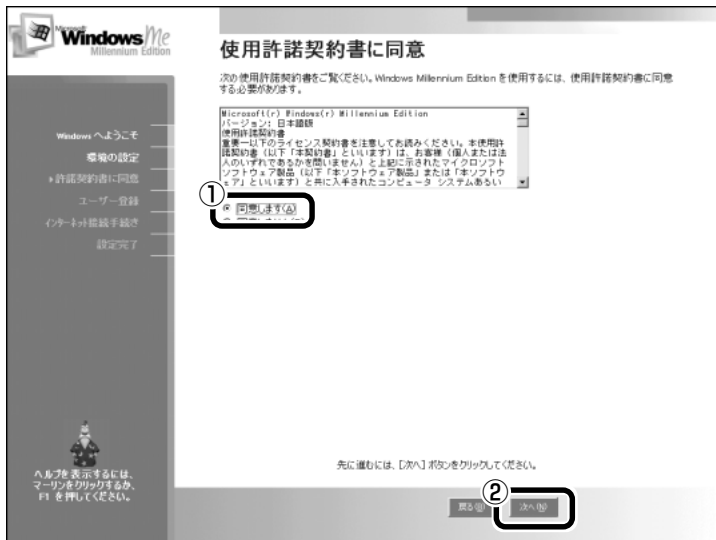 Microsoft
Windows Me
Millennium Edition
使用許諾契約書に同意
次の使用許諾契約書をご覧ください。Windows Millennium Edition を使用するには、使用許諾契約書に同意
する必要があります。
Microsoft(r) Windows(r) Millennium Edition
バージョン: 日本語版
使用許諾契約書
重要－以下のライセンス契約書を注意してお読みください。本使用許
諾契約書（以下「本契約書」といいます）は、お客様（個人または法
人のいずれであるかを問いません）と上記に示されたマイクロソフト
ソフトウェア製品（以下「本ソフトウェア製品」または「本ソフトウ
ェア」といいます）と共に入手されたコンピュータ システムあるい
Windows へようこそ
環境の設定
許諾契約書に同意
ユーザー登録
インターネット接続手続き
設定完了
①
同意します(A)
ヘルプを表示するには、
マーリンをクリックするか、
F1 を押してください。
先に進むには、[次へ] ボタンをクリックしてください。
②
戻る(B)
次へ(N)